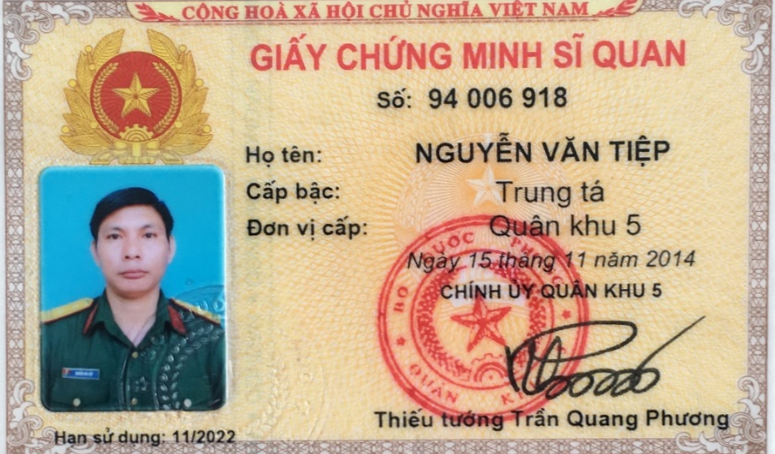 CỘNG HOÀ XÃ HỘI CHỦ NGHĨA VIỆT NAM
GIẤY CHỨNG MINH SĨ QUAN
Số: 94 006 918
Họ tên: NGUYỄN VĂN TIỆP
Cấp bậc: Trung tá
Đơn vị cấp: Quân khu 5
Ngày 15 tháng 11 năm 2014
CHÍNH ỦY QUÂN KHU 5
BỘ QUỐC PHÒNG
QUÂN
Thiếu tướng Trần Quang Phương
Hạn sử dụng: 11/2022